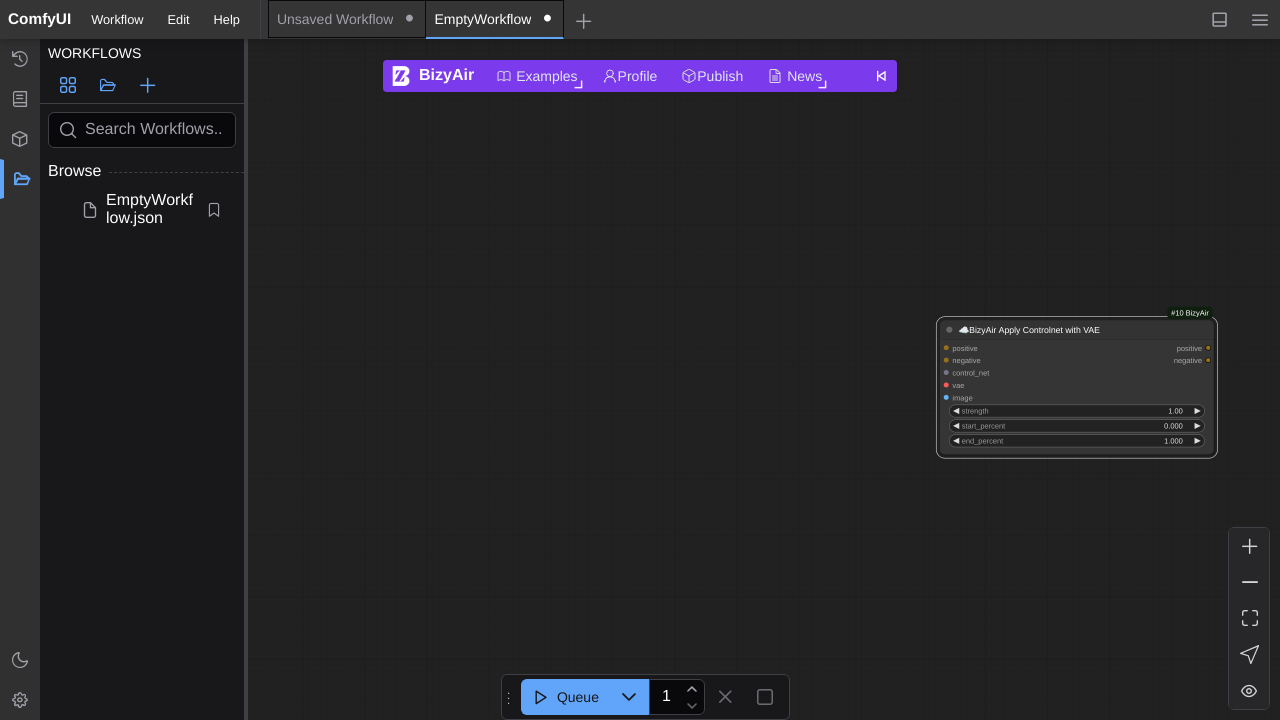 ComfyUI
Workflow
Edit
Help
Unsaved Workflow
EmptyWorkflow
WORKFLOWS
Search Workflows..
Browse
EmptyWorkf
low.json
BizyAir
Examples
Profile
Publish
News
#10 BizyAir
BizyAir Apply Controlnet with VAE
positive positive
negative negative
control_net
vae
image
strength 1.00
start_percent 0.000
end_percent 1.000
Queue
1